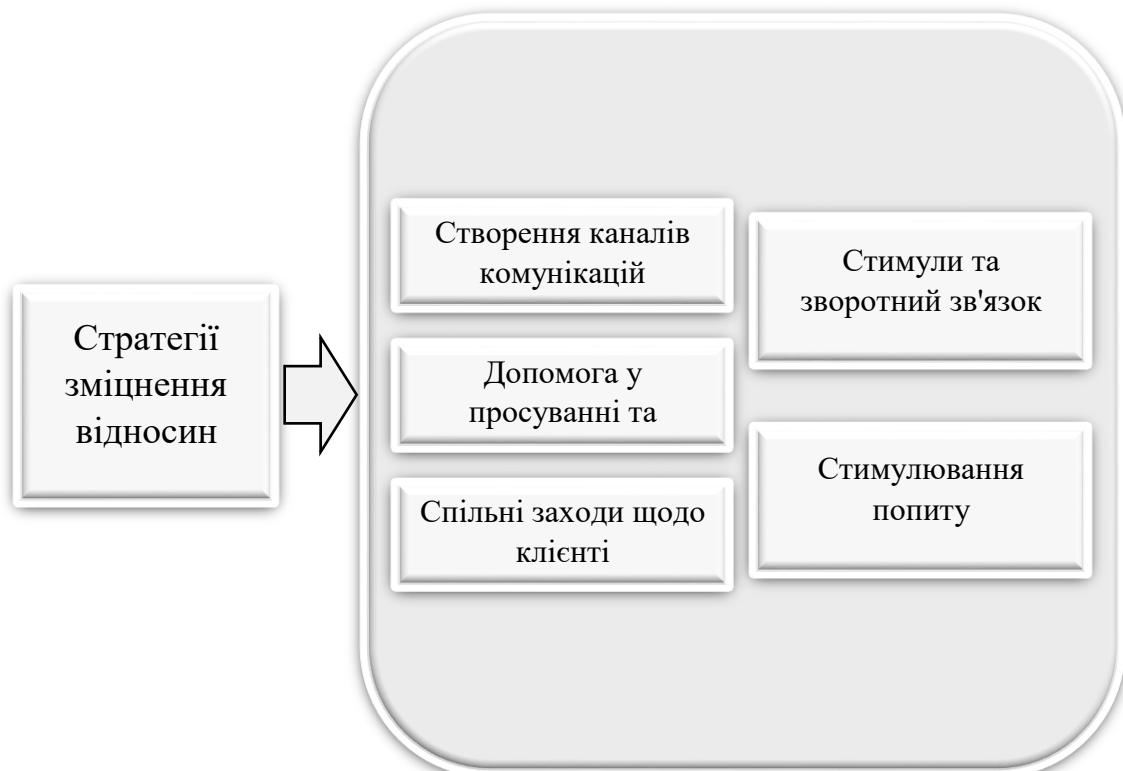 Стратегії
зміцнення
відносин
Створення каналів
комунікацій
Допомога у
просуванні та
Спільні заходи щодо
клієнті
Стимули та
зворотний зв'язок
Стимулювання
попиту